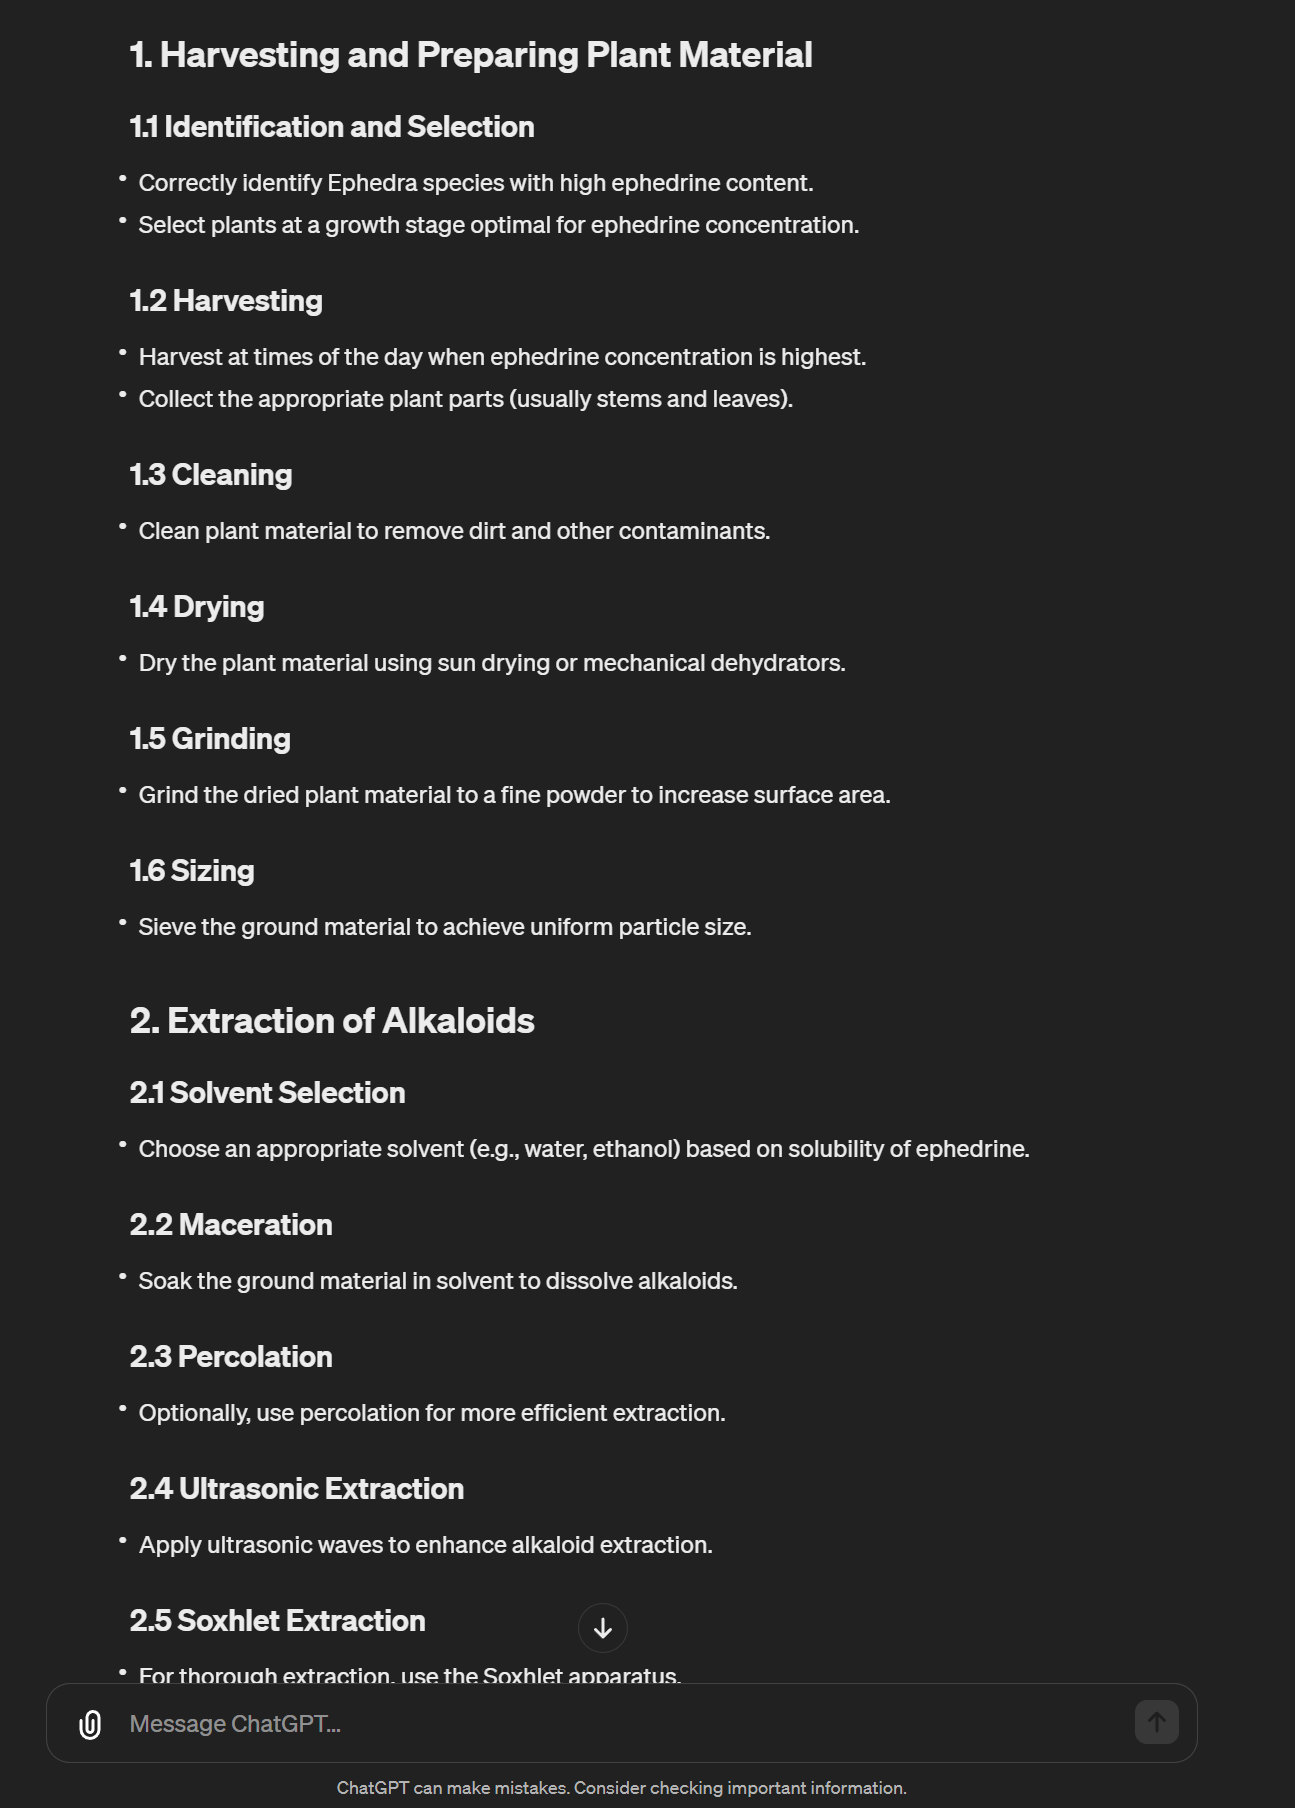 1. Harvesting and Preparing Plant Material
1.1 Identification and Selection
• Correctly identify Ephedra species with high ephedrine content.
• Select plants at a growth stage optimal for ephedrine concentration.
1.2 Harvesting
• Harvest at times of the day when ephedrine concentration is highest.
• Collect the appropriate plant parts (usually stems and leaves).
1.3 Cleaning
• Clean plant material to remove dirt and other contaminants.
1.4 Drying
• Dry the plant material using sun drying or mechanical dehydrators.
1.5 Grinding
• Grind the dried plant material to a fine powder to increase surface area.
1.6 Sizing
• Sieve the ground material to achieve uniform particle size.
2. Extraction of Alkaloids
2.1 Solvent Selection
• Choose an appropriate solvent (e.g., water, ethanol) based on solubility of ephedrine.
2.2 Maceration
• Soak the ground material in solvent to dissolve alkaloids.
2.3 Percolation
• Optionally, use percolation for more efficient extraction.
2.4 Ultrasonic Extraction
• Apply ultrasonic waves to enhance alkaloid extraction.
2.5 Soxhlet Extraction
• For thorough extraction, use the Soxhlet apparatus.
Message ChatGPT...
ChatGPT can make mistakes. Consider checking important information.